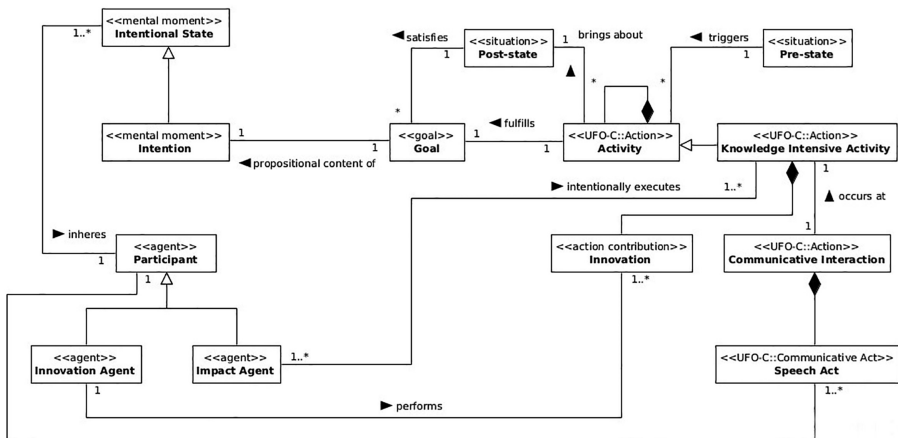 <<mental moment>>
Intentional State
1..*
◀ satisfies
1
<<situation>>
Post-state
1
brings about
▲
*
◀ triggers
1
*
<<situation>>
Pre-state
<<mental moment>>
Intention
1
1
◀ propositional content of
*
<<goal>>
Goal
1
◀ fulfills
1
<<UFO-C::Action>>
Activity
<<UFO-C::Action>>
Knowledge Intensive Activity
▶ intentionally executes
1..*
1
▲ occurs at
1
▶ inheres
1
<<agent>>
Participant
1
<<action contribution>>
Innovation
1..*
<<UFO-C::Action>>
Communicative Interaction
<<agent>>
Innovation Agent
1
<<agent>>
Impact Agent
1..*
<<UFO-C::Communicative Act>>
Speech Act
1..*
▶ performs